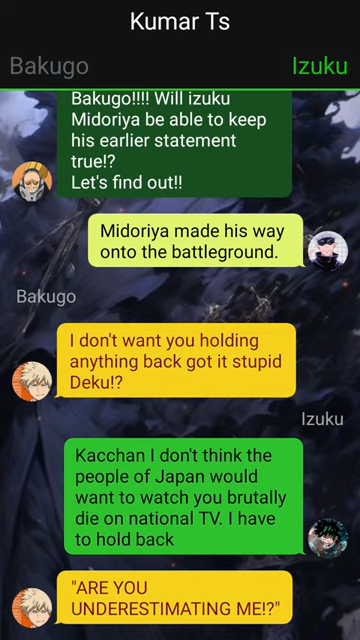 Kumar Ts
Bakugo
Izuku
Bakugo!!!! Will izuku
Midoriya be able to keep
his earlier statement
true!?
Let's find out!!
Midoriya made his way
onto the battleground.
Bakugo
I don't want you holding
anything back got it stupid
Deku!?
Izuku
Kacchan I don't think the
people of Japan would
want to watch you brutally
die on national TV. I have
to hold back
"ARE YOU
UNDERESTIMATING ME!?"